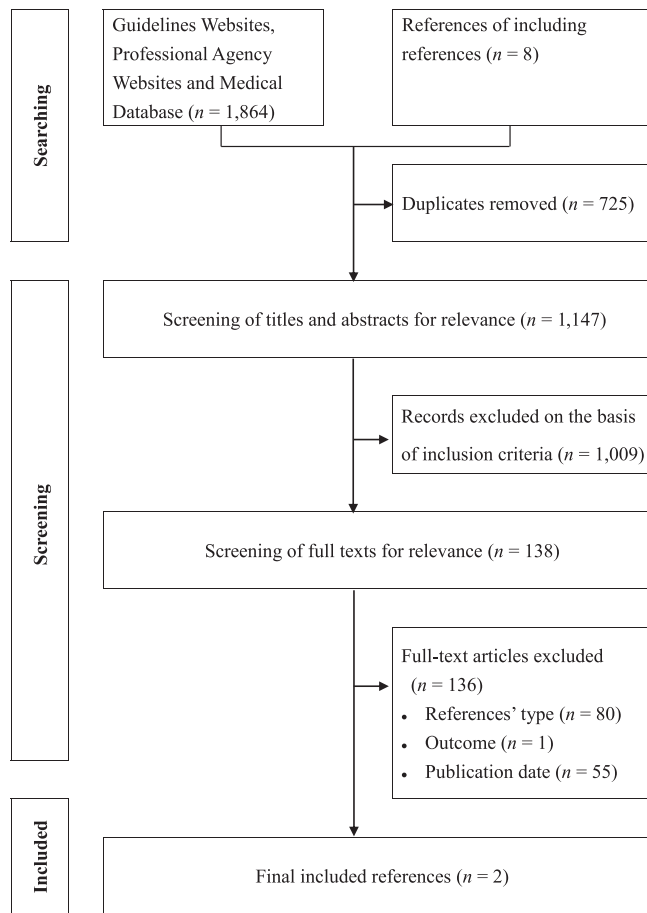 Searching
Guidelines Websites,
Professional Agency
Websites and Medical
Database (n = 1,864)
References of including
references (n = 8)
Duplicates removed (n = 725)
Screening
Screening of titles and abstracts for relevance (n = 1,147)
Records excluded on the basis
of inclusion criteria (n = 1,009)
Screening of full texts for relevance (n = 138)
Full-text articles excluded
(n = 136)
• References’ type (n = 80)
• Outcome (n = 1)
• Publication date (n = 55)
Included
Final included references (n = 2)